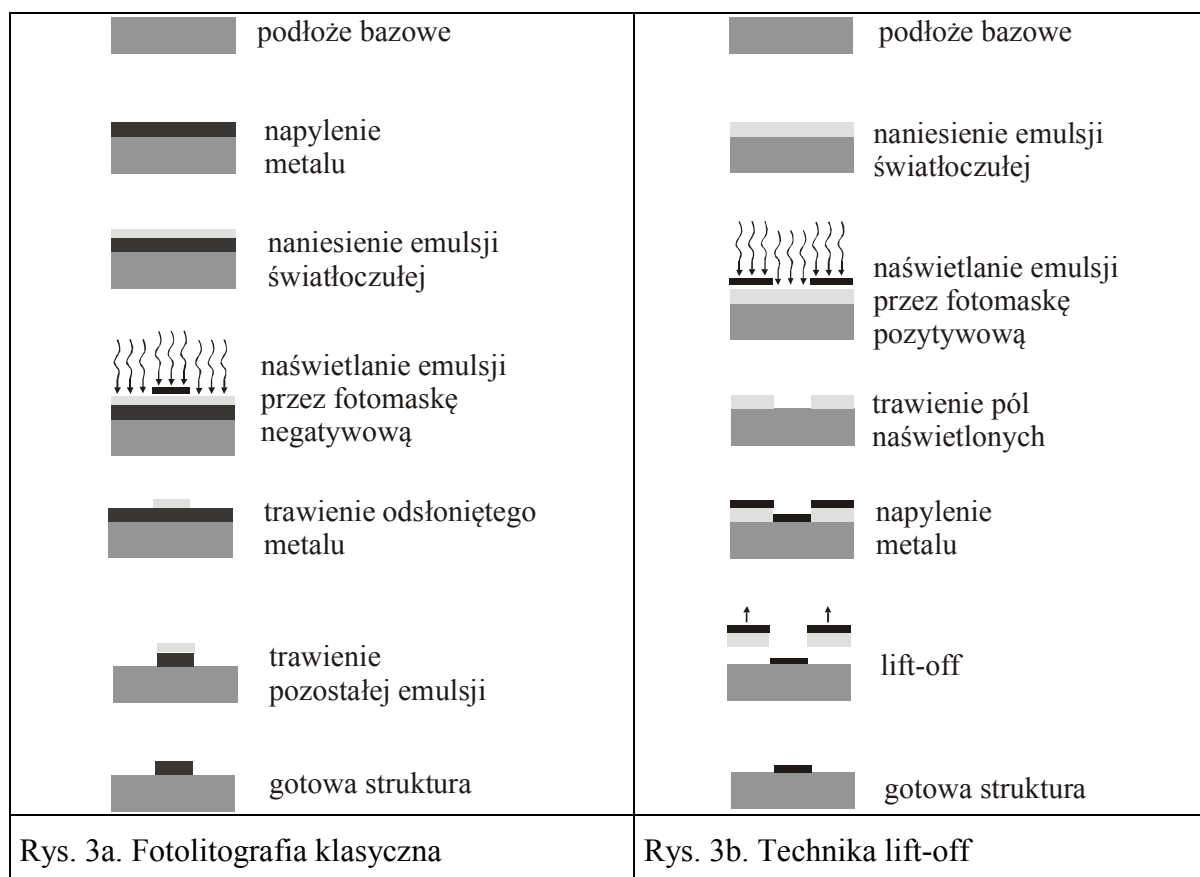 podłoże bazowe
napylenie
metalu
naniesienie emulsji
światłoczułej
naświetlanie emulsji
przez fotomaskę
negatywową
trawienie odsłoniętego
metalu
trawienie
pozostałej emulsji
gotowa struktura
Rys. 3a. Fotolitografia klasyczna
podłoże bazowe
naniesienie emulsji
światłoczułej
naświetlanie emulsji
przez fotomaskę
pozytywową
trawienie pól
naświetlonych
napylenie
metalu
lift-off
gotowa struktura
Rys. 3b. Technika lift-off